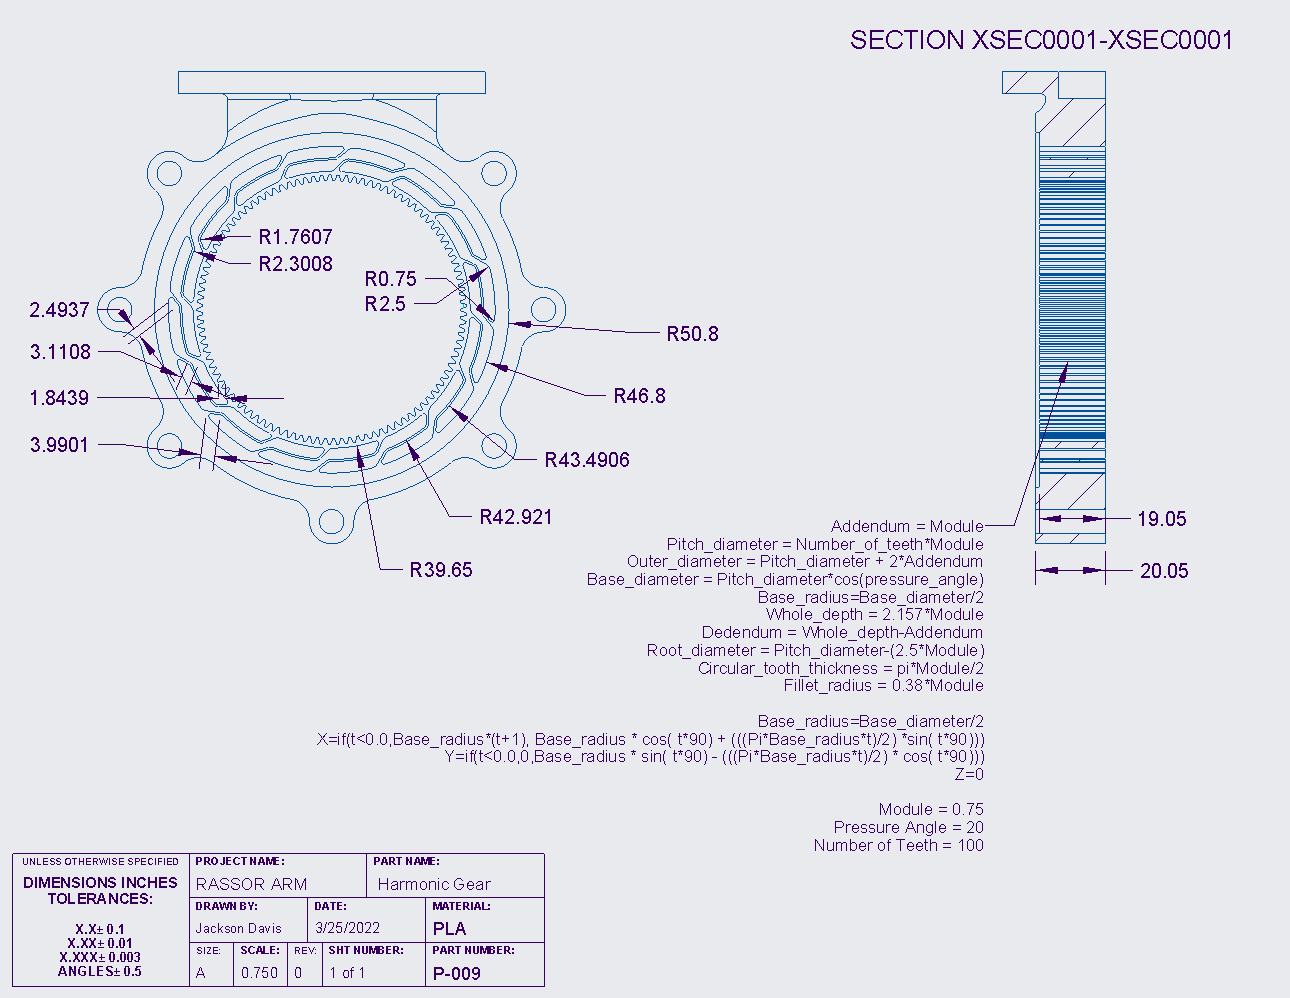 SECTION XSEC0001-XSEC0001
R1.7607
R2.3008
R0.75
R2.5
2.4937
3.1108
1.8439
3.9901
R50.8
R46.8
R43.4906
R42.921
R39.65
19.05
20.05
Addendum = Module
Pitch_diameter = Number_of_teeth*Module
Outer_diameter = Pitch_diameter + 2*Addendum
Base_diameter = Pitch_diameter*cos(pressure_angle)
Base_radius=Base_diameter/2
Whole_depth = 2.157*Module
Dedendum = Whole_depth-Addendum
Root_diameter = Pitch_diameter-(2.5*Module)
Circular_tooth_thickness = pi*Module/2
Fillet_radius = 0.38*Module
Base_radius=Base_diameter/2
X=if(t<0.0,Base_radius*(t+1), Base_radius * cos( t*90) + (((Pi*Base_radius*t)/2) *sin( t*90)))
Y=if(t<0.0,0,Base_radius * sin( t*90) - (((Pi*Base_radius*t)/2) * cos( t*90)))
Z=0
Module = 0.75
Pressure Angle = 20
Number of Teeth = 100
UNLESS OTHERWISE SPECIFIED
DIMENSIONS INCHES
TOLERANCES:
X.X± 0.1
X.XX± 0.01
X.XXX± 0.003
ANGLES± 0.5
PROJECT NAME:
RASSOR ARM
PART NAME:
Harmonic Gear
DRAWN BY:
Jackson Davis
DATE:
3/25/2022
MATERIAL:
PLA
SIZE:
A
SCALE:
0.750
REV:
0
SHT NUMBER:
1 of 1
PART NUMBER:
P-009